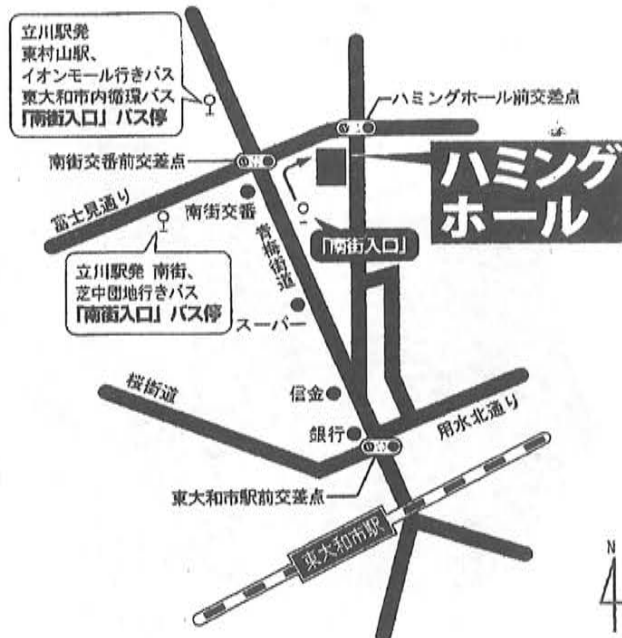 立川駅発
東村山駅、
イオンモール行きバス
東大和市内循環バス
「南街入口」バス停
ハミングホール前交差点
南街交番前交差点
ハミング
ホール
富士見通り
南街交番
「南街入口」
青梅街道
立川駅発 南街、
芝中団地行きバス
「南街入口」バス停
スーパー
桜街道
信金
銀行
用水北通り
東大和市駅前交差点
東大和市駅
N